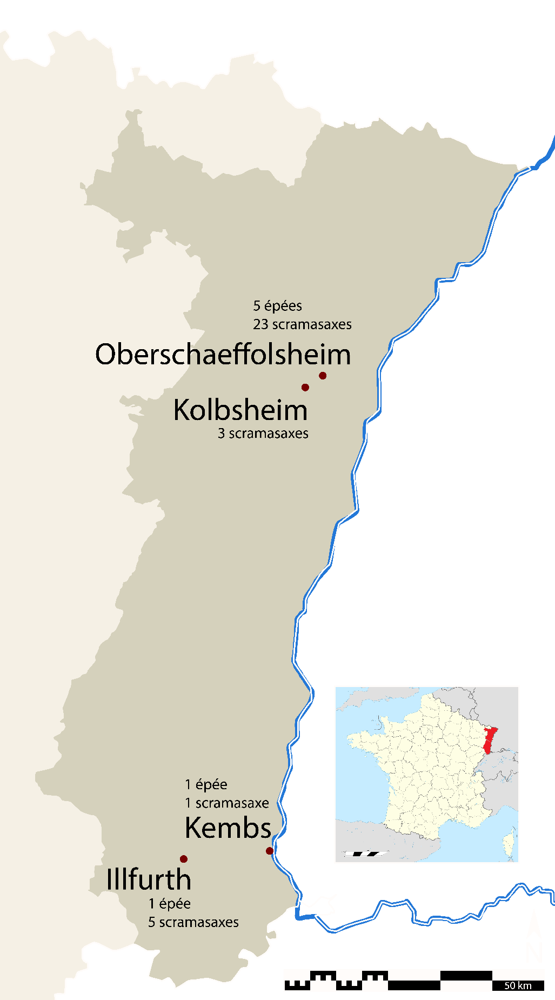 5 épées
23 scramasaxes
Oberschaeffolsheim
Kolbsheim
3 scramasaxes
1 épée
1 scramasaxe
Kembs
Illfurth
1 épée
5 scramasaxes
50 km